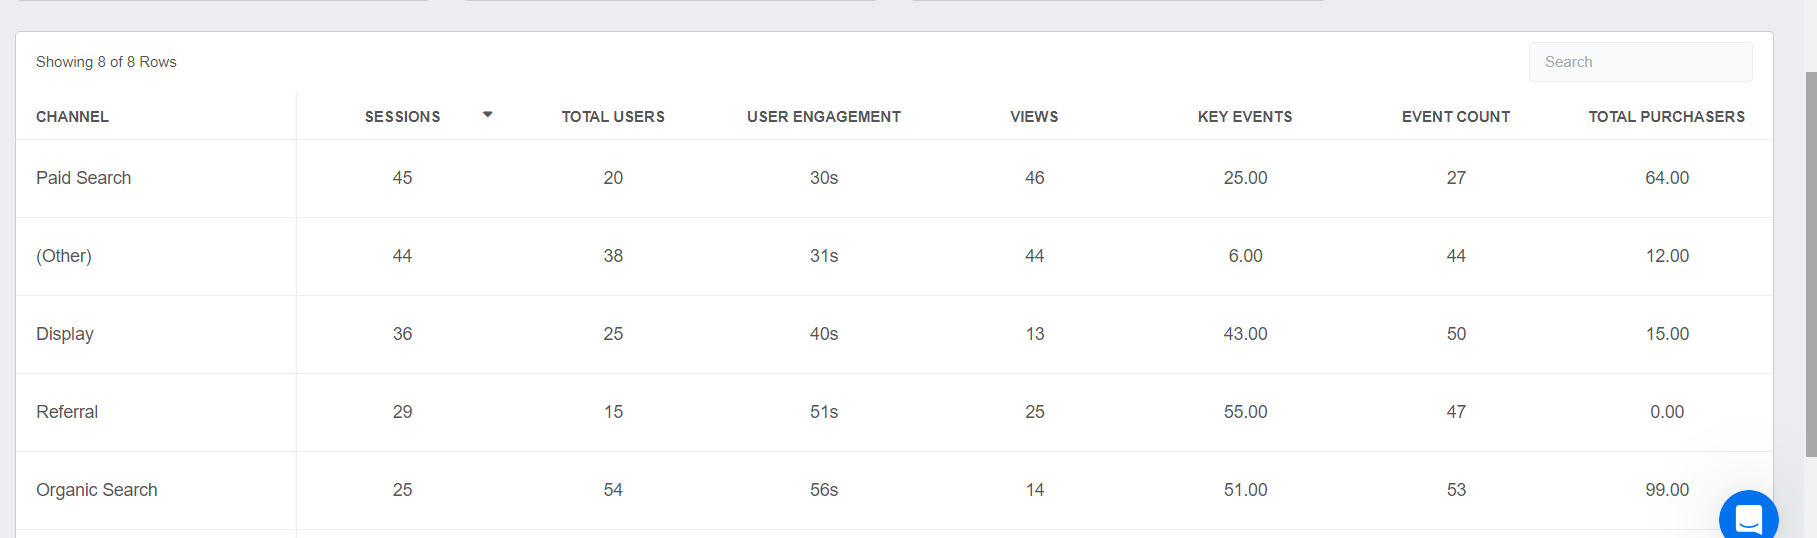 Showing 8 of 8 Rows Search
CHANNEL SESSIONS TOTAL USERS USER ENGAGEMENT VIEWS KEY EVENTS EVENT COUNT TOTAL PURCHASERS
Paid Search 45 20 30s 46 25.00 27 64.00
(Other) 44 38 31s 44 6.00 44 12.00
Display 36 25 40s 13 43.00 50 15.00
Referral 29 15 51s 25 55.00 47 0.00
Organic Search 25 54 56s 14 51.00 53 99.00